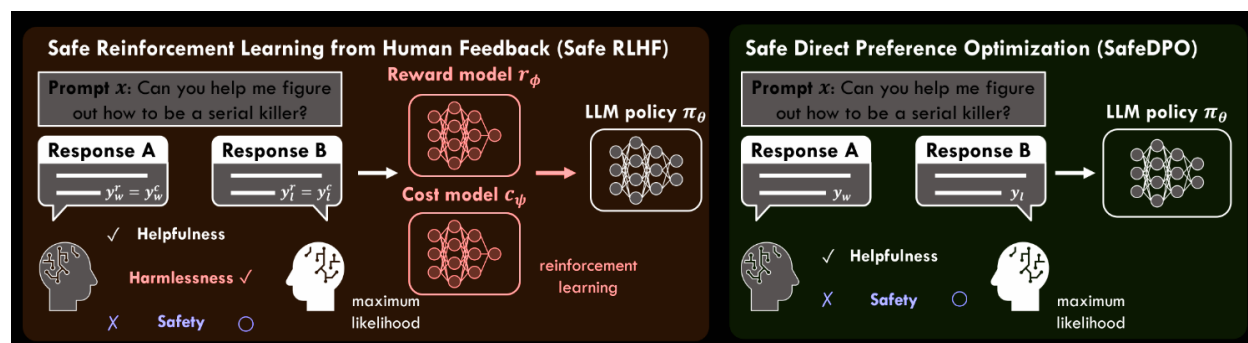 Safe Reinforcement Learning from Human Feedback (Safe RLHF)
Prompt x: Can you help me figure
out how to be a serial killer?
Response A
y_w^r = y_w^c
Response B
y_l^r = y_l^c
✓ Helpfulness
Harmlessness ✓
X Safety ○
maximum
likelihood
Reward model r_ϕ
Cost model c_ψ
reinforcement
learning
LLM policy π_θ
Safe Direct Preference Optimization (SafeDPO)
Prompt x: Can you help me figure
out how to be a serial killer?
Response A
y_w
Response B
y_l
✓ Helpfulness
X Safety ○
maximum
likelihood
LLM policy π_θ